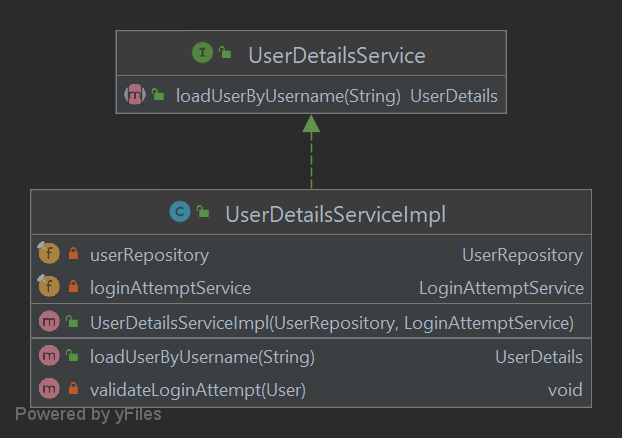 UserDetailsService
loadUserByUsername(String) UserDetails
UserDetailsServiceImpl
userRepository UserRepository
loginAttemptService LoginAttemptService
UserDetailsServiceImpl(UserRepository, LoginAttemptService)
loadUserByUsername(String) UserDetails
validateLoginAttempt(User) void
Powered by yFiles